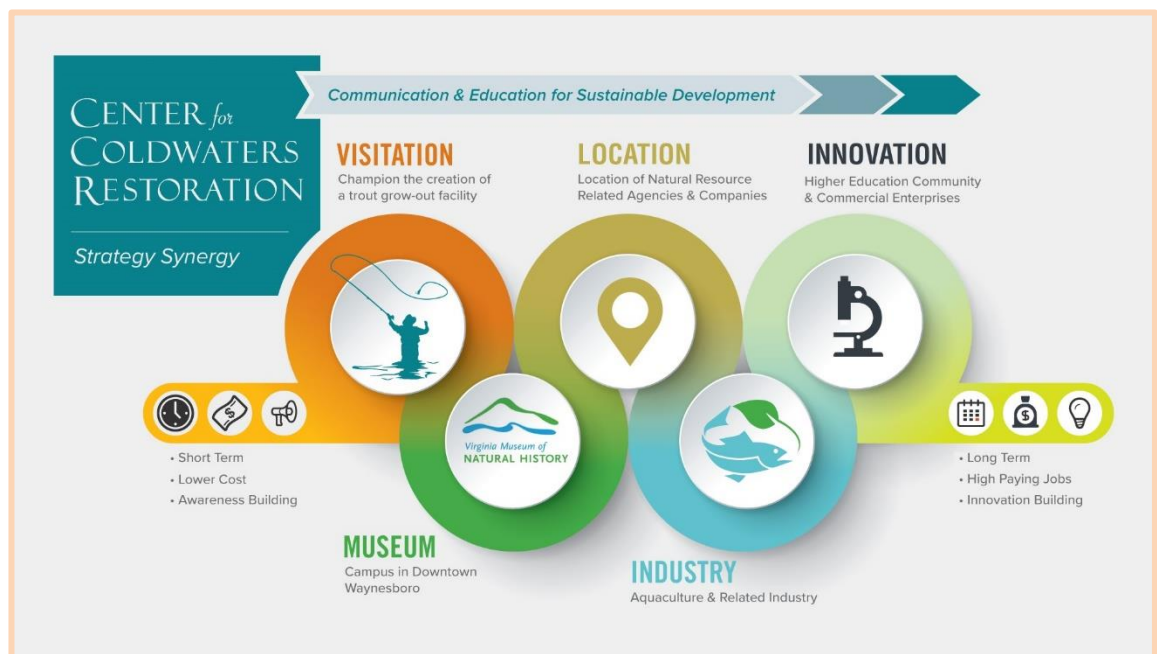 CENTER for
COLDWATERS
RESTORATION
Strategy Synergy
Communication & Education for Sustainable Development
VISITATION
Champion the creation of
a trout grow-out facility
LOCATION
Location of Natural Resource
Related Agencies & Companies
INNOVATION
Higher Education Community
& Commercial Enterprises
Virginia Museum of
NATURAL HISTORY
• Short Term
• Lower Cost
• Awareness Building
• Long Term
• High Paying Jobs
• Innovation Building
MUSEUM
Campus in Downtown
Waynesboro
INDUSTRY
Aquaculture & Related Industry